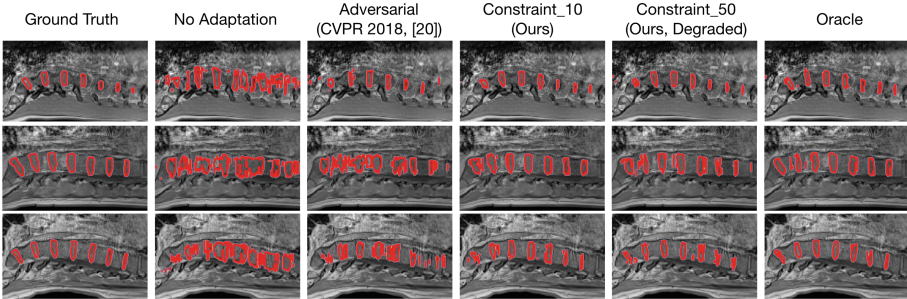 Ground Truth
No Adaptation
Adversarial
(CVPR 2018, [20])
Constraint_10
(Ours)
Constraint_50
(Ours, Degraded)
Oracle